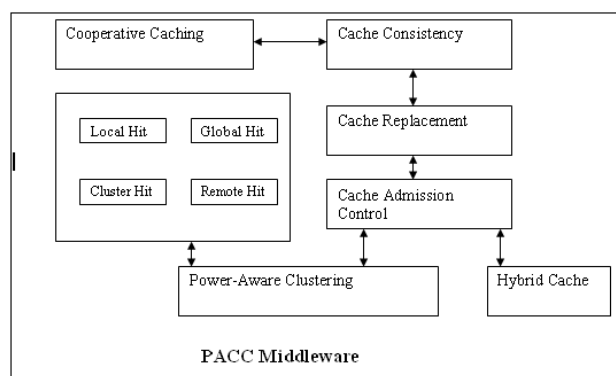 Cooperative Caching
Cache Consistency
Cache Replacement
Local Hit
Global Hit
Cluster Hit
Remote Hit
Cache Admission
Control
Power-Aware Clustering
Hybrid Cache
PACC Middleware